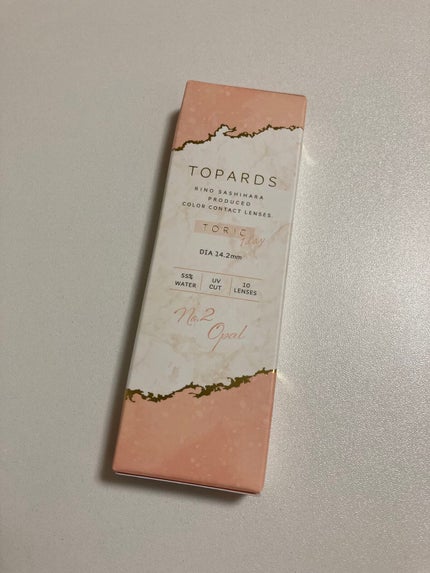 TOPARDS
RINO SASHIHARA
PRODUCED
COLOR CONTACT LENSES
TORIC
1day
DIA 14.2mm
55% WATER
UV CUT
10 LENSES
No.2
Opal